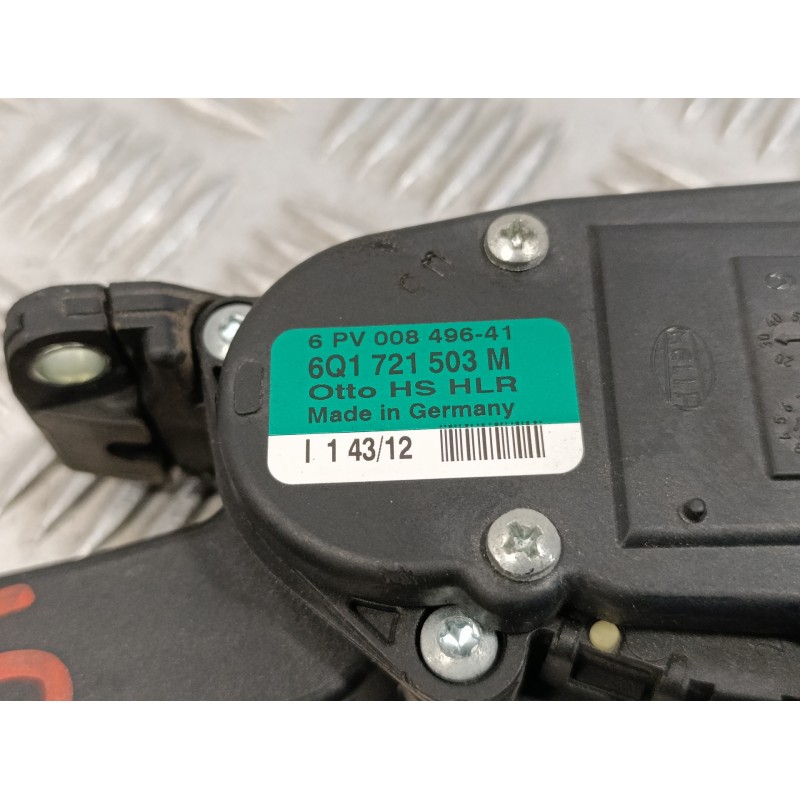 6 PV 008 496-41
6Q1 721 503 M
Otto HS HLR
Made in Germany
I 1 43/12
HELLA